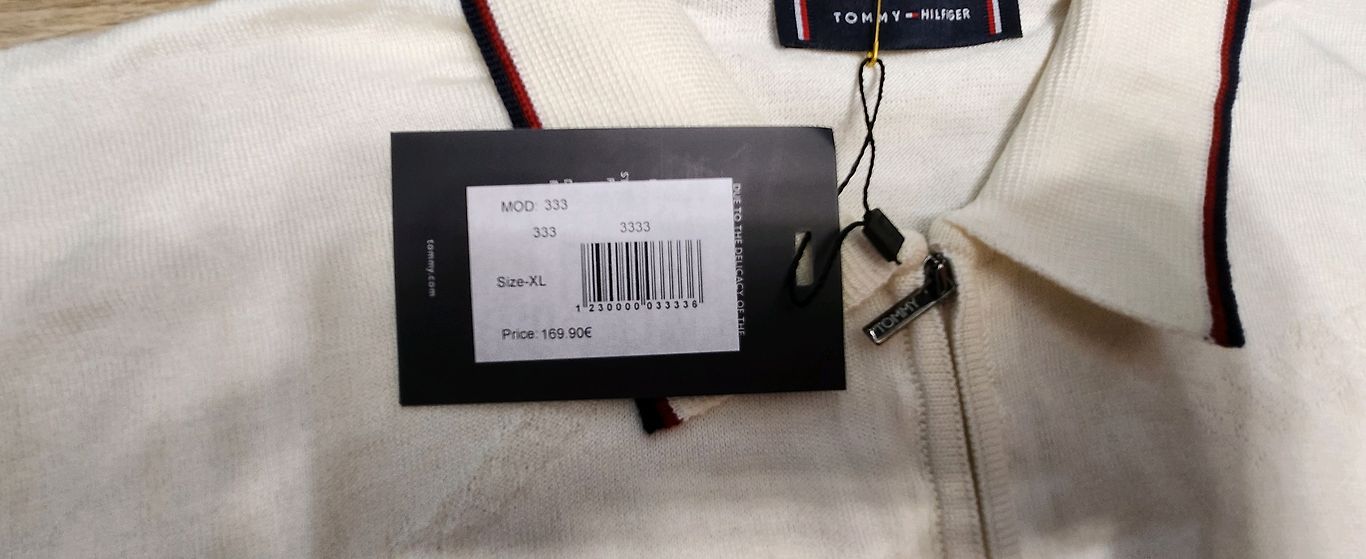 TOMMY HILFIGER
MOD: 333
333 3333
Size-XL
1 230000 033336
Price: 169.90€
tommy.com
DUE TO THE DELICACY OF THE
TOMMY